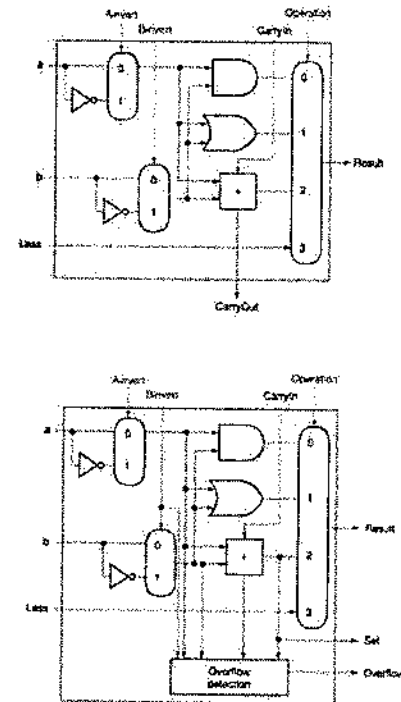 Ainvert
Operation
Binvert
CarryIn
a
0
1
0
1
Result
b
0
2
+
1
Less
3
CarryOut
Ainvert
Operation
Binvert
CarryIn
a
0
1
0
1
Result
b
0
2
+
1
Less
3
Set
Overflow detection
Overflow